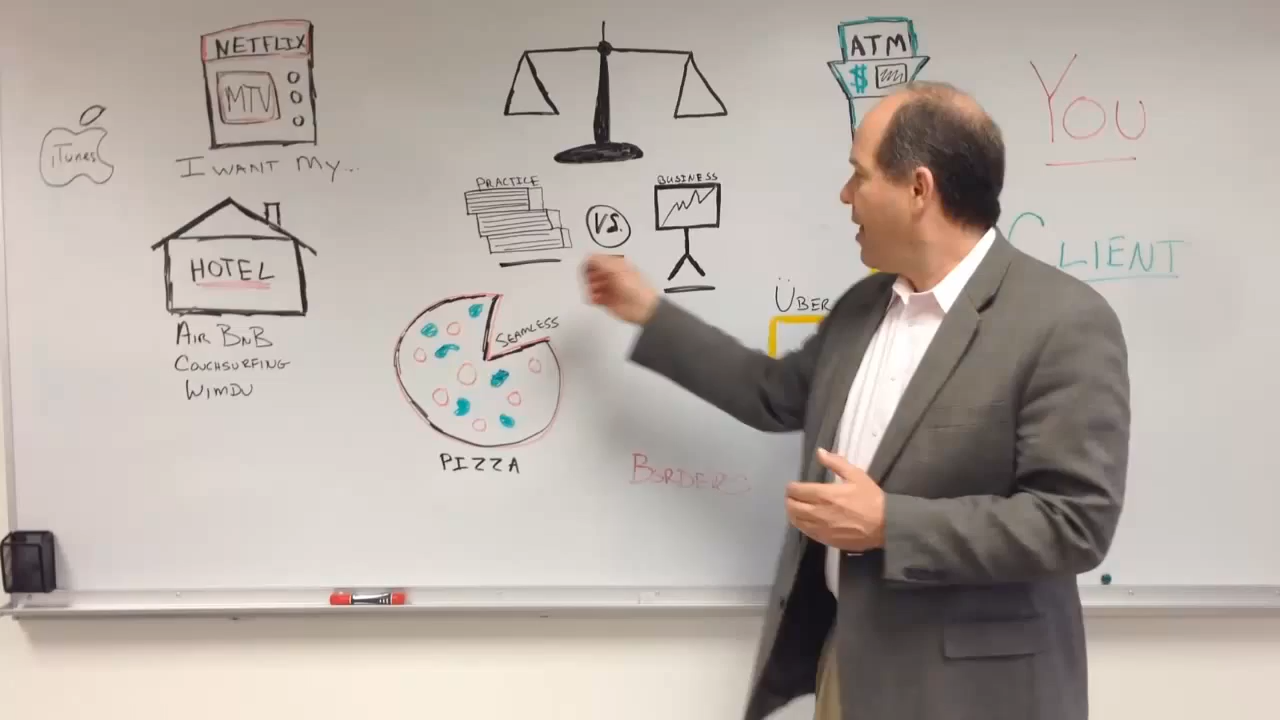 NETFLIX
MTV
I WANT MY...
iTunes
HOTEL
AIR BNB
COUCHSURFING
WIMDU
PRACTICE
VS.
BUSINESS
SEAMLESS
PIZZA
ATM
$
YOU
CLIENT
ÜBER
BORDERS